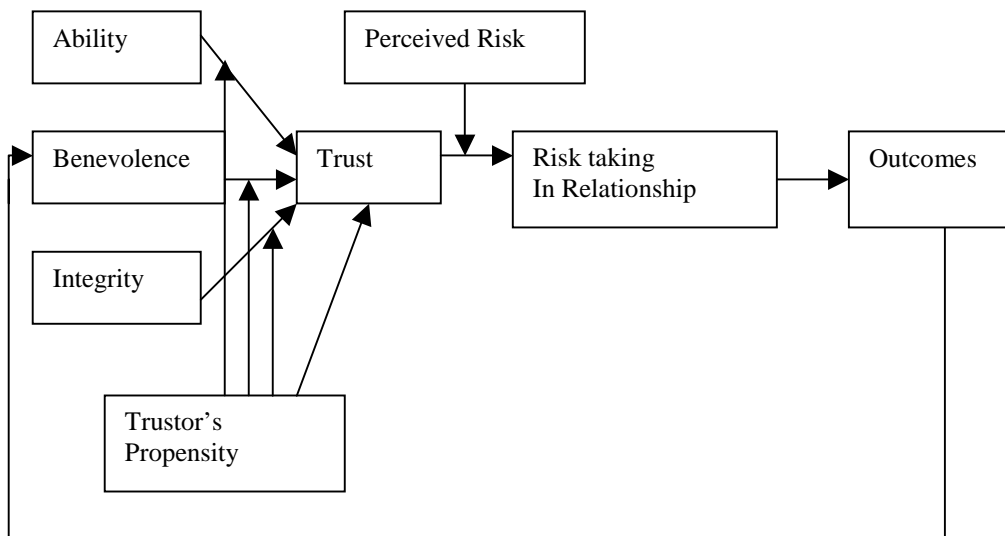 Ability
Perceived Risk
Benevolence
Trust
Risk taking
In Relationship
Outcomes
Integrity
Trustor’s
Propensity